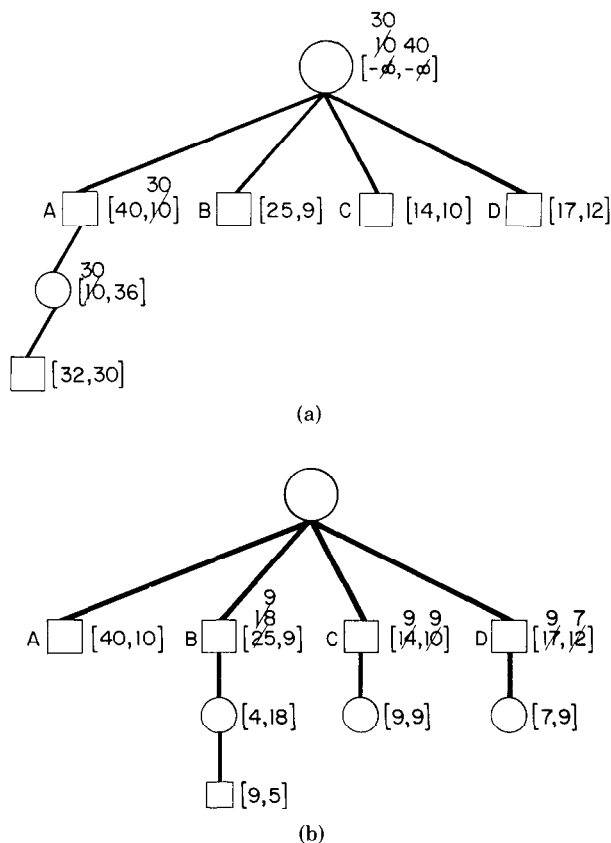 30
10 40
[-∞,-∞]
30
A [40,10] B [25,9] C [14,10] D [17,12]
30
[10,36]
[32,30]
(a)
9
18 9 9 9 7
A [40,10] B [25,9] C [14,10] D [17,12]
[4,18] [9,9] [7,9]
[9,5]
(b)